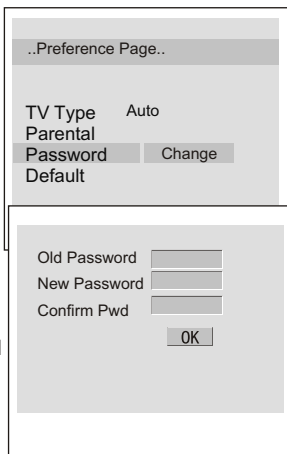 ..Preference Page..
TV Type Auto
Parental
Password Change
Default
Old Password
New Password
Confirm Pwd
OK